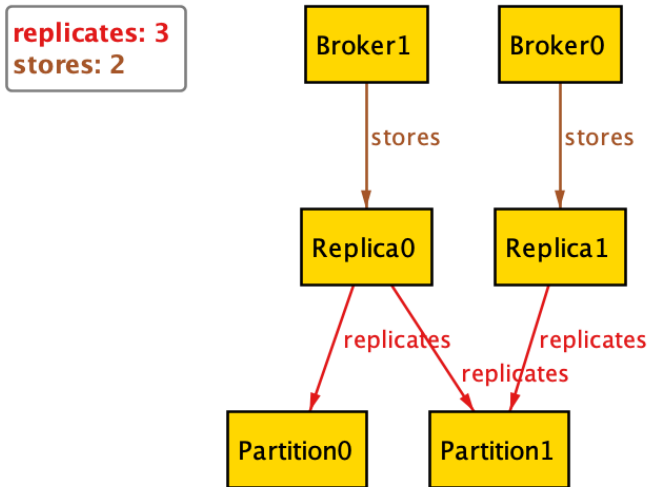 replicates: 3
stores: 2
Broker1
Broker0
stores
stores
Replica0
Replica1
replicates
replicates
replicates
Partition0
Partition1